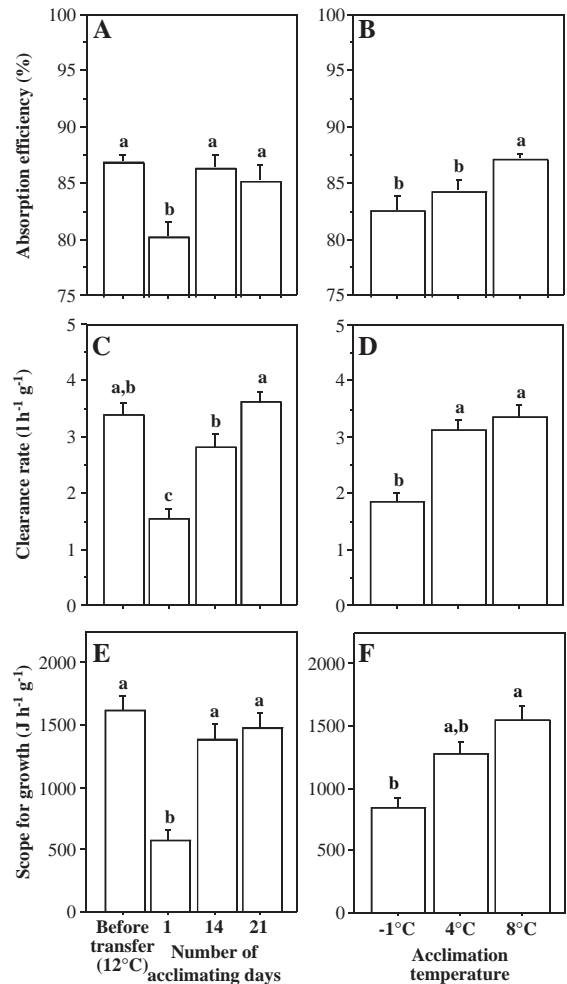 A
B
100
95
90
85
80
75
Absorption efficiency (%)
a
b
a
a
100
95
90
85
80
75
b
b
a
C
D
5
4
3
2
1
0
Clearance rate (l h-1 g-1)
a,b
c
b
a
5
4
3
2
1
0
b
a
a
E
F
2000
1500
1000
500
0
Scope for growth (J h-1 g-1)
a
b
a
a
2000
1500
1000
500
0
b
a,b
a
Before
transfer
(12°C)
1
14
21
Number of
acclimating days
-1°C
4°C
8°C
Acclimation
temperature